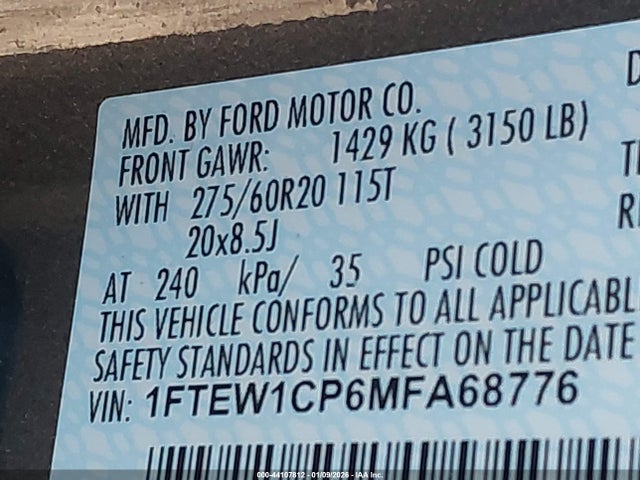 MFD. BY FORD MOTOR CO.
FRONT GAWR: 1429 KG ( 3150 LB)
WITH 275/60R20 115T
20x8.5J
AT 240 kPa/ 35 PSI COLD
THIS VEHICLE CONFORMS TO ALL APPLICABL
SAFETY STANDARDS IN EFFECT ON THE DATE
VIN: 1FTEW1CP6MFA68776
000-44107812 - 01/09/2026 - IAA Inc.